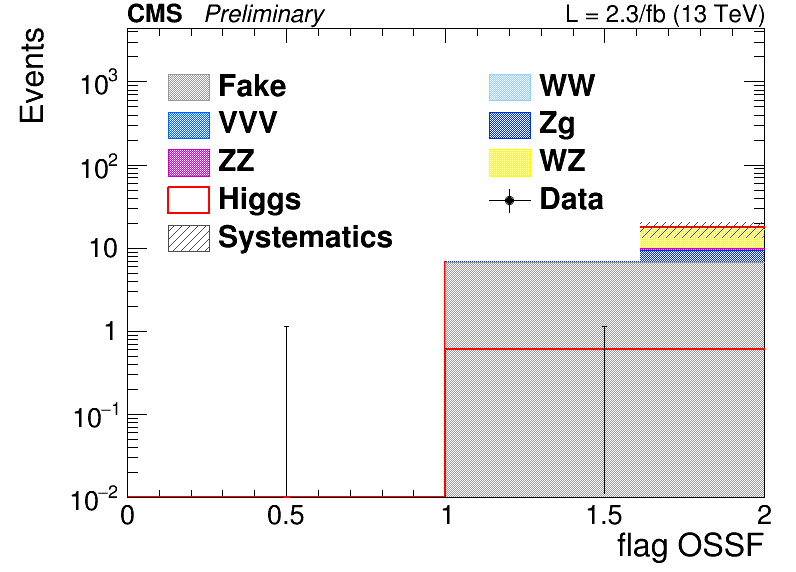 CMS Preliminary L = 2.3/fb (13 TeV)
Events
10³
10²
10
1
10⁻¹
10⁻²
Fake WW
VVV Zg
ZZ WZ
Higgs Data
Systematics
0 0.5 1 1.5 2
flag OSSF